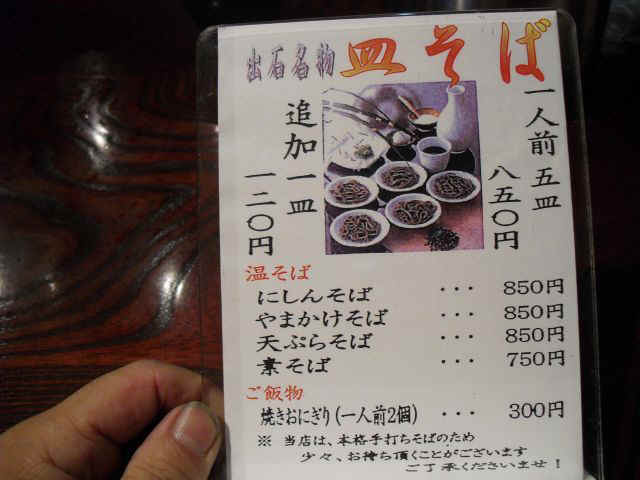 出石名物 皿そば
一人前五皿
八五〇円
追加一皿
一二〇円
温そば
にしんそば ・・・ 850円
やまかけそば ・・・ 850円
天ぷらそば ・・・ 850円
素そば ・・・ 750円
ご飯物
焼きおにぎり(一人前2個) ・・・ 300円
※ 当店は、本格手打ちそばのため
少々、お待ち頂くことがございます
ご了承くださいませ!